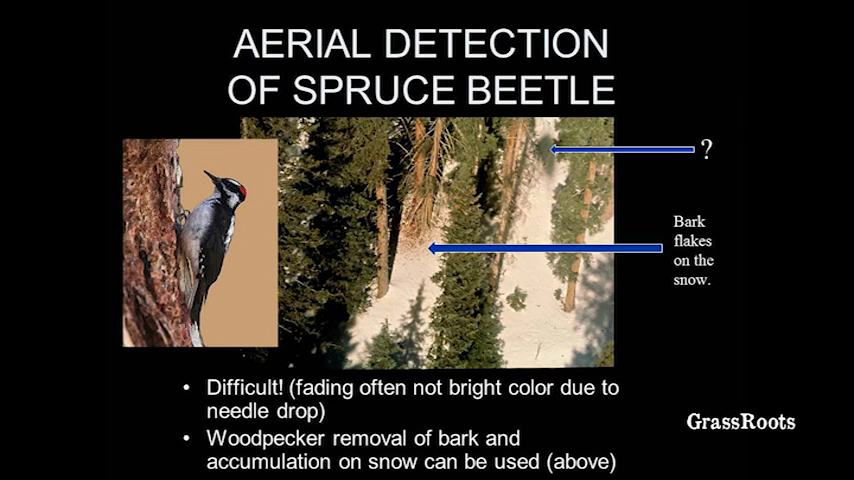 AERIAL DETECTION
OF SPRUCE BEETLE
?
Bark
flakes
on the
snow.
• Difficult! (fading often not bright color due to
needle drop)
• Woodpecker removal of bark and
accumulation on snow can be used (above)
GrassRoots